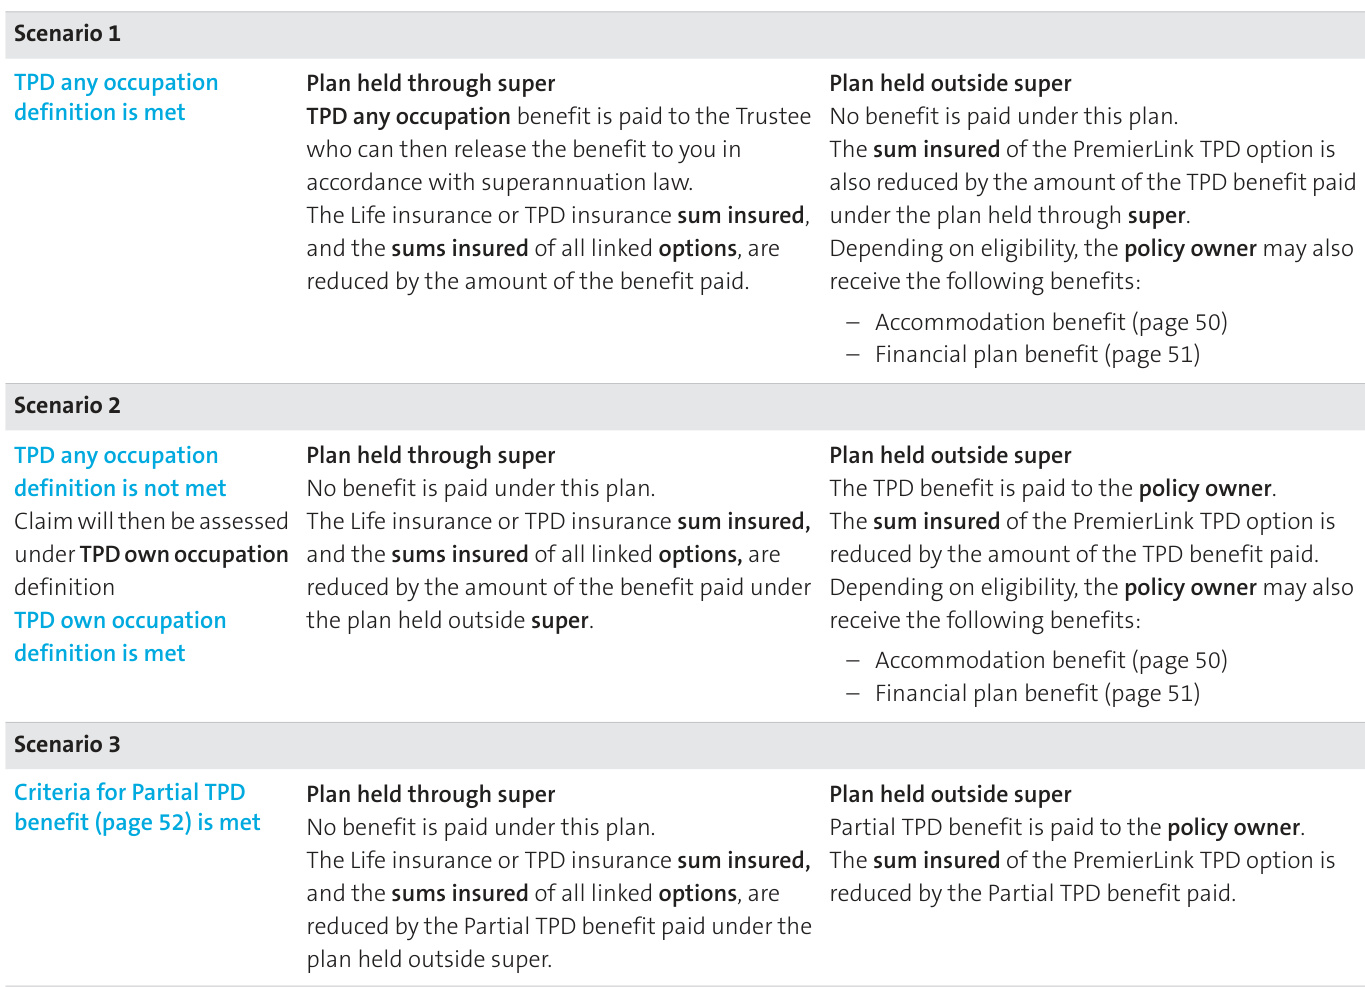 Scenario 1
TPD any occupation
definition is met
Plan held through super
TPD any occupation benefit is paid to the Trustee
who can then release the benefit to you in
accordance with superannuation law.
The Life insurance or TPD insurance sum insured,
and the sums insured of all linked options, are
reduced by the amount of the benefit paid.
Plan held outside super
No benefit is paid under this plan.
The sum insured of the PremierLink TPD option is
also reduced by the amount of the TPD benefit paid
under the plan held through super.
Depending on eligibility, the policy owner may also
receive the following benefits:
– Accommodation benefit (page 50)
– Financial plan benefit (page 51)
Scenario 2
TPD any occupation
definition is not met
Claim will then be assessed
under TPD own occupation
definition
TPD own occupation
definition is met
Plan held through super
No benefit is paid under this plan.
The Life insurance or TPD insurance sum insured,
and the sums insured of all linked options, are
reduced by the amount of the benefit paid under
the plan held outside super.
Plan held outside super
The TPD benefit is paid to the policy owner.
The sum insured of the PremierLink TPD option is
reduced by the amount of the TPD benefit paid.
Depending on eligibility, the policy owner may also
receive the following benefits:
– Accommodation benefit (page 50)
– Financial plan benefit (page 51)
Scenario 3
Criteria for Partial TPD
benefit (page 52) is met
Plan held through super
No benefit is paid under this plan.
The Life insurance or TPD insurance sum insured,
and the sums insured of all linked options, are
reduced by the Partial TPD benefit paid under the
plan held outside super.
Plan held outside super
Partial TPD benefit is paid to the policy owner.
The sum insured of the PremierLink TPD option is
reduced by the Partial TPD benefit paid.